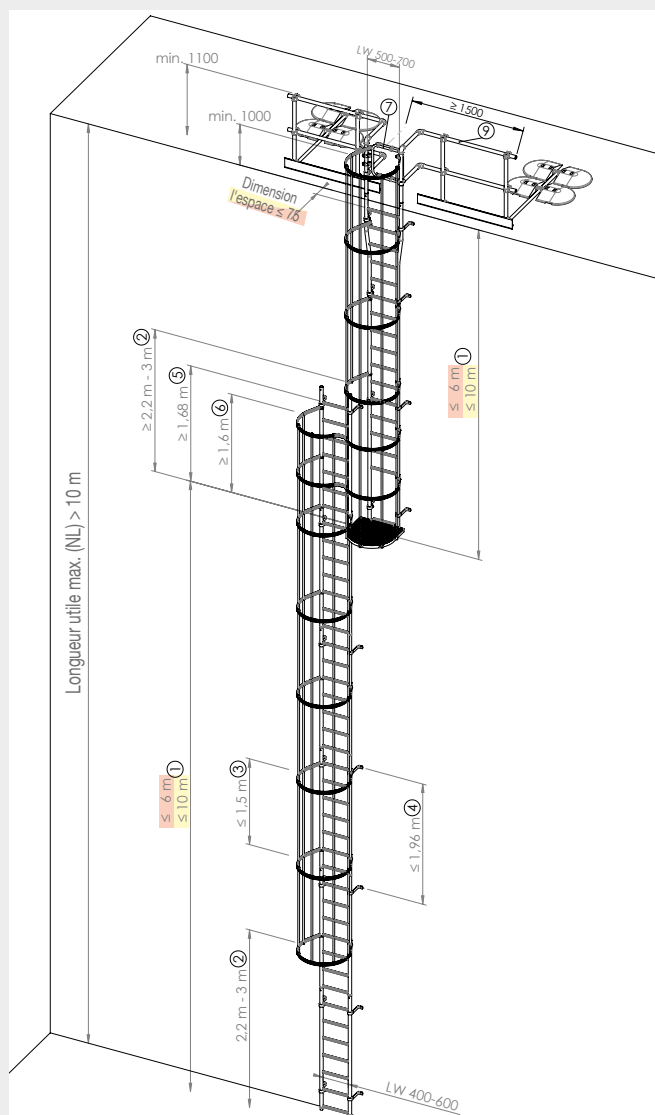 LW 500-700
min. 1100
≥ 1500
⑦
min. 1000
⑨
Dimension
l'espace ≤ 76
≥ 2,2 m - 3 m ②
≥ 1,68 m ⑤
≥ 1,6 m ⑥
≤ 6 m ①
≤ 10 m
Longueur utile max. (NL) > 10 m
≤ 6 m ①
≤ 10 m
≤ 1,5 m ③
≤ 1,96 m ④
2,2 m - 3 m ②
LW 400-600